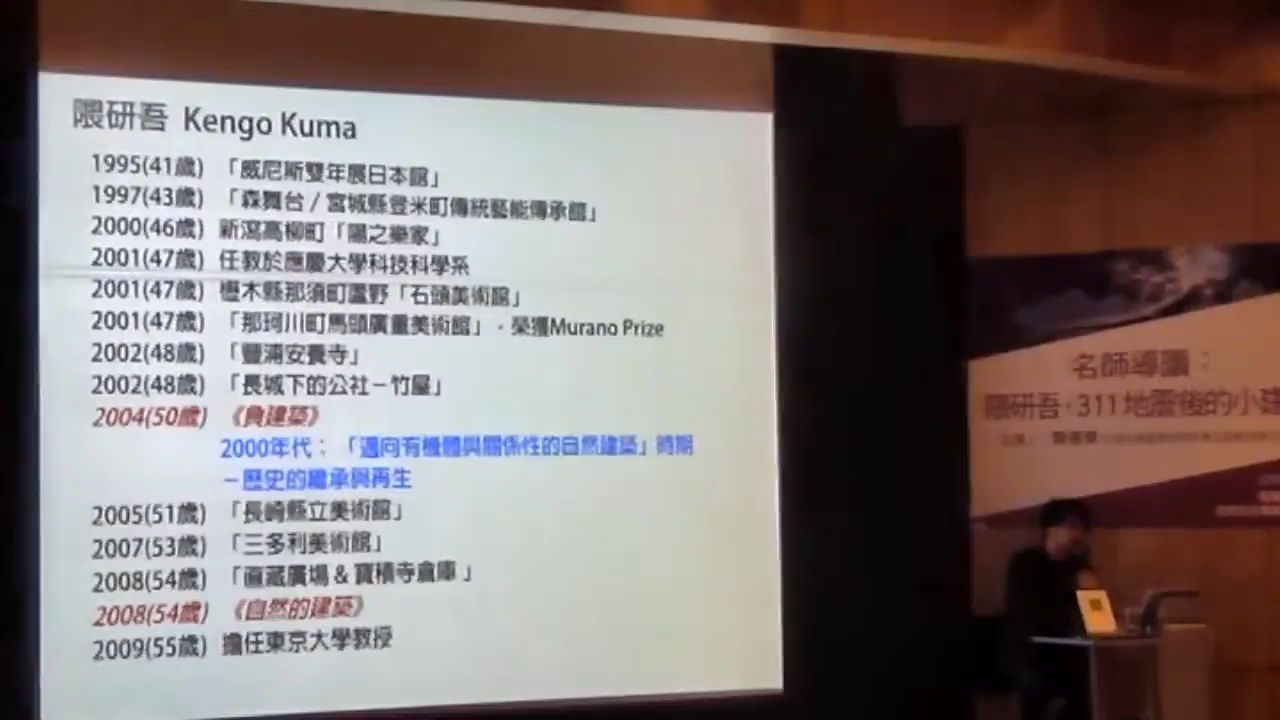 隈研吾 Kengo Kuma
1995(41歲) 「威尼斯雙年展日本館」
1997(43歲) 「森舞台/宮城縣登米町傳統藝能傳承館」
2000(46歲) 新瀉高柳町「陽之樂家」
2001(47歲) 任教於應慶大學科技科學系
2001(47歲) 櫪木縣那須町蘆野「石頭美術館」
2001(47歲) 「那珂川町馬頭廣重美術館」,榮獲Murano Prize
2002(48歲) 「豐浦安養寺」
2002(48歲) 「長城下的公社-竹屋」
2004(50歲) 《負建築》
2000年代:「邁向有機體與關係性的自然建築」時期
-歷史的繼承與再生
2005(51歲) 「長崎縣立美術館」
2007(53歲) 「三多利美術館」
2008(54歲) 「直藏廣場 & 寶積寺倉庫」
2008(54歲) 《自然的建築》
2009(55歲) 擔任東京大學教授
名師導讀:
隈研吾,311地震後的小建